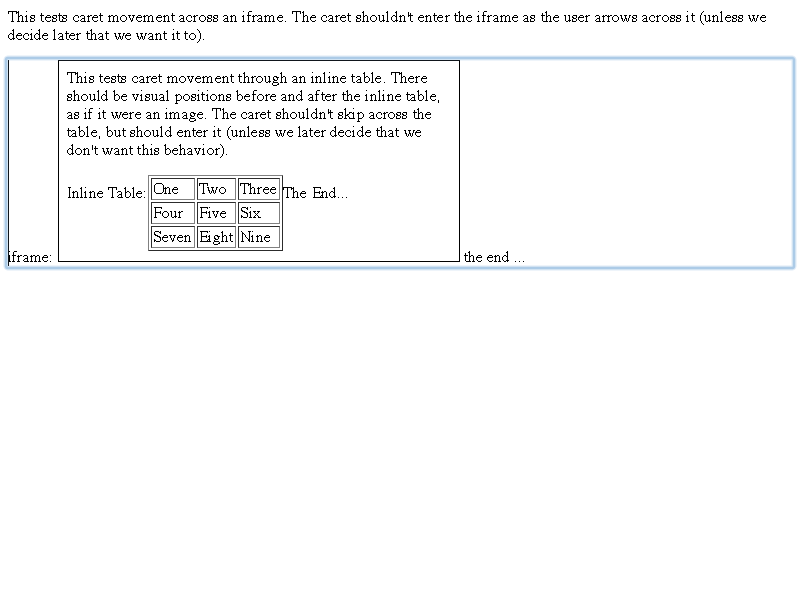 This tests caret movement across an iframe. The caret shouldn't enter the iframe as the user arrows across it (unless we
decide later that we want it to).
This tests caret movement through an inline table. There
should be visual positions before and after the inline table,
as if it were an image. The caret shouldn't skip across the
table, but should enter it (unless we later decide that we
don't want this behavior).
Inline Table: One Two Three The End...
Four Five Six
Seven Eight Nine
iframe: the end ...